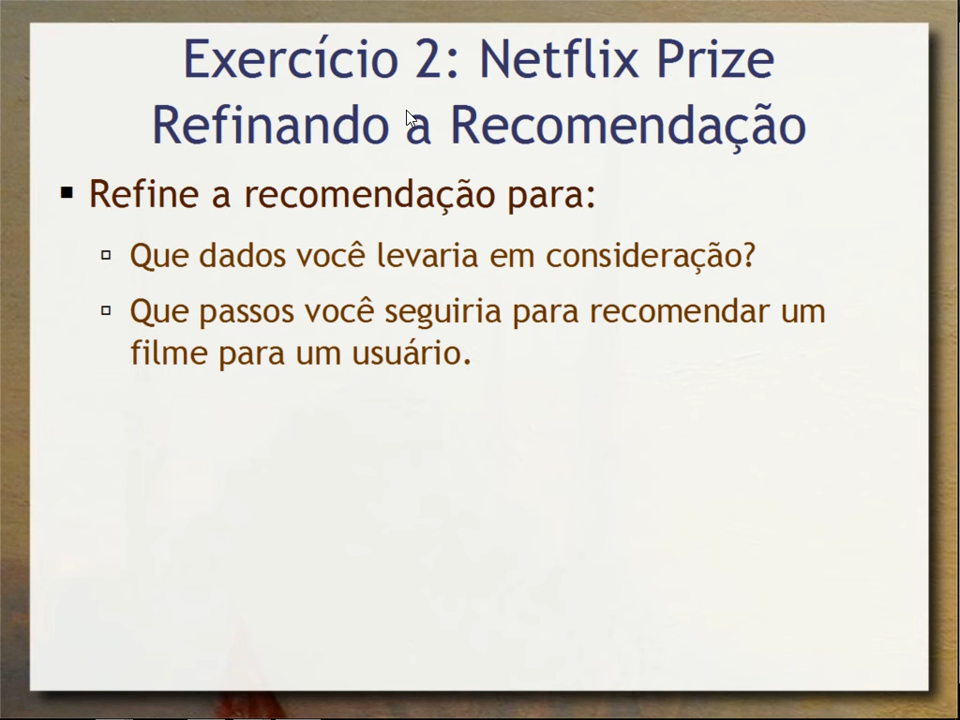 Exercício 2: Netflix Prize
Refinando a Recomendação
Refine a recomendação para:
Que dados você levaria em consideração?
Que passos você seguiria para recomendar um
filme para um usuário.